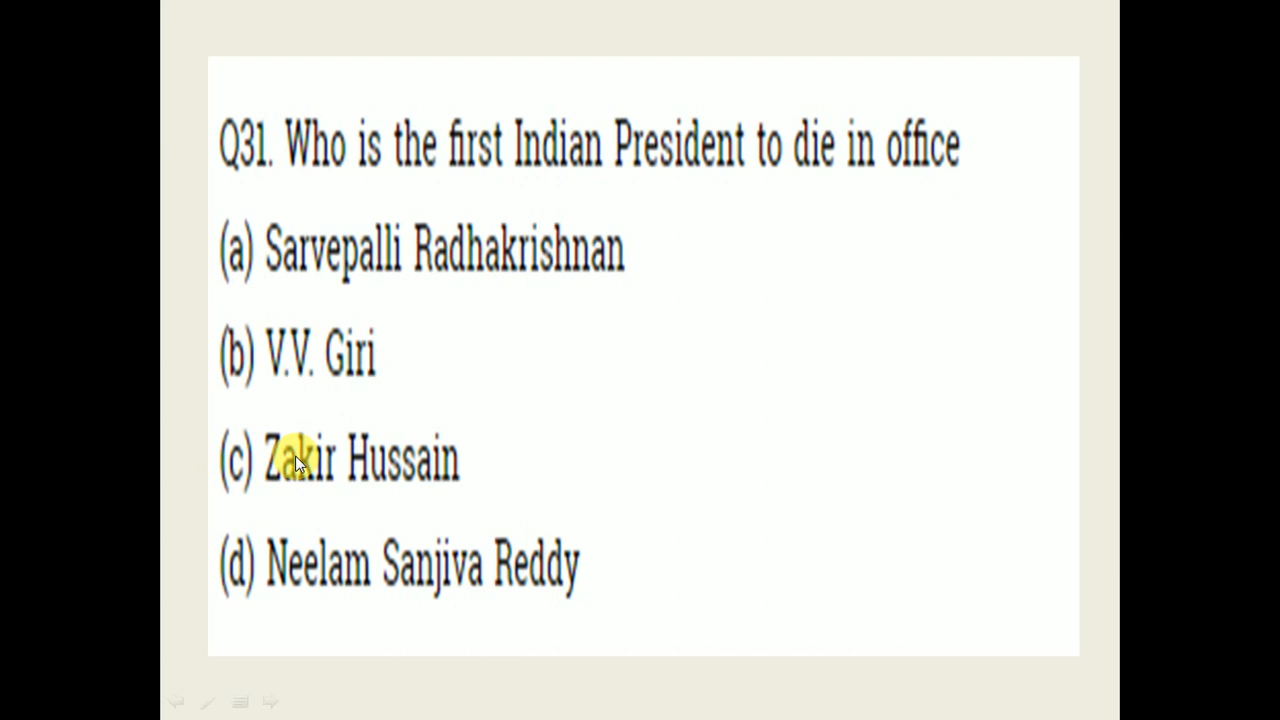 Q31. Who is the first Indian President to die in office
(a) Sarvepalli Radhakrishnan
(b) V.V. Giri
(c) Zakir Hussain
(d) Neelam Sanjiva Reddy